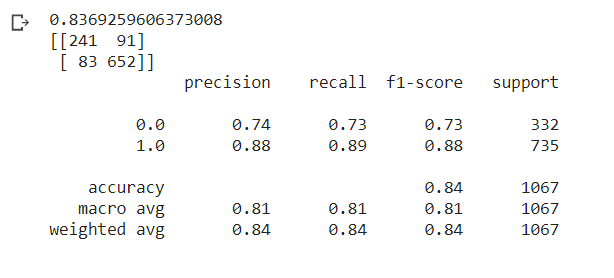 0.8369259606373008
[[241  91]
 [ 83 652]]
              precision    recall  f1-score   support

         0.0       0.74      0.73      0.73       332
         1.0       0.88      0.89      0.88       735

    accuracy                           0.84      1067
   macro avg       0.81      0.81      0.81      1067
weighted avg       0.84      0.84      0.84      1067